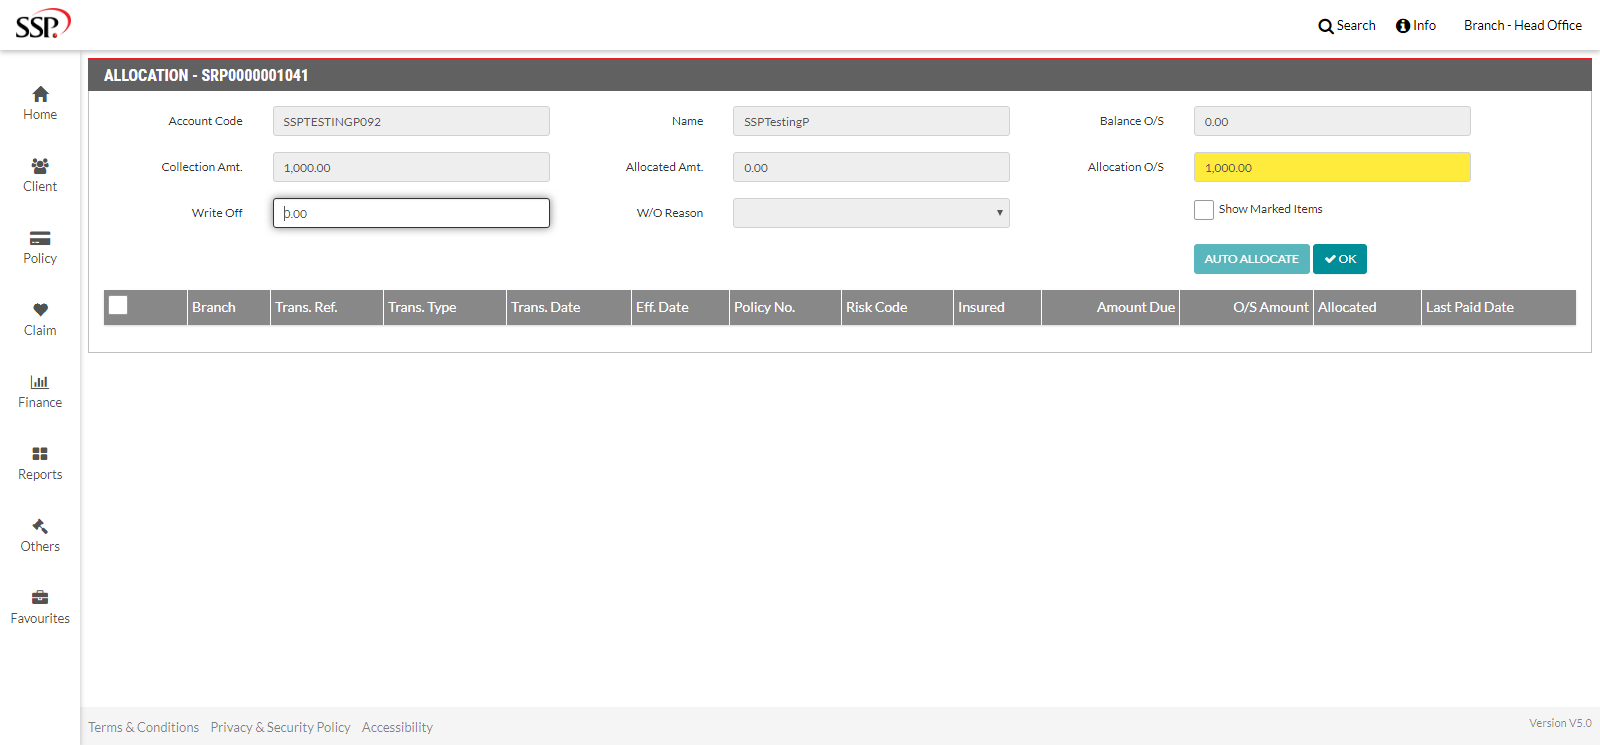 SSP.
Search Info Branch - Head Office
Home
Client
Policy
Claim
Finance
Reports
Others
Favourites
ALLOCATION - SRP0000001041
Account Code SSPTESTINGP092 Name SSPTestingP Balance O/S 0.00
Collection Amt. 1,000.00 Allocated Amt. 0.00 Allocation O/S 1,000.00
Write Off 0.00 W/O Reason Show Marked Items
AUTO ALLOCATE OK
Branch Trans. Ref. Trans. Type Trans. Date Eff. Date Policy No. Risk Code Insured Amount Due O/S Amount Allocated Last Paid Date
Terms & Conditions Privacy & Security Policy Accessibility Version V5.0